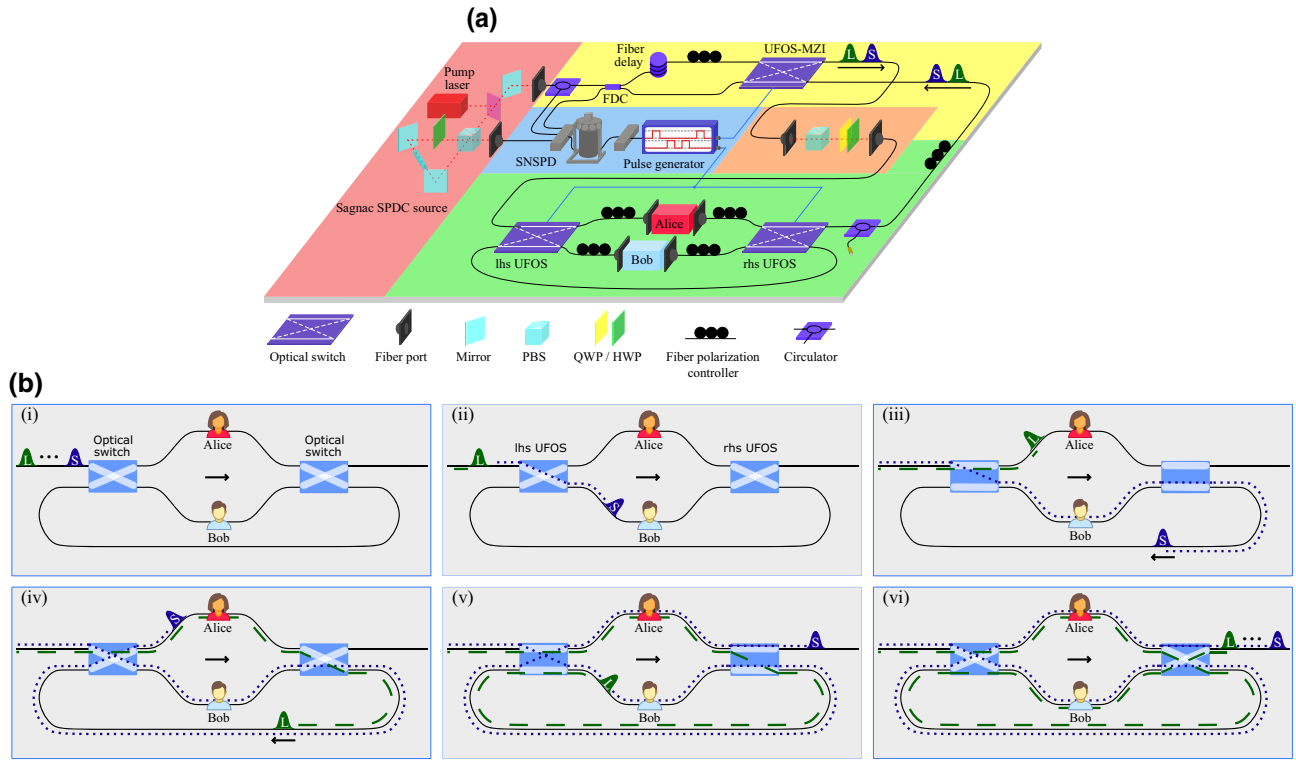 (a)
Fiber
delay
UFOS-MZI
L S
S L
Pump
laser
FDC
SNSPD
Pulse generator
Sagnac SPDC source
Alice
Bob
lhs UFOS
rhs UFOS
Optical switch
Fiber port
Mirror
PBS
QWP / HWP
Fiber polarization
controller
Circulator
(b)
(i)
Optical
switch
Alice
Optical
switch
L ... S
Bob
(ii)
lhs UFOS
Alice
rhs UFOS
L
S
Bob
(iii)
L
Alice
Bob
S
(iv)
S
Alice
Bob
L
(v)
Alice
S
L
Bob
(vi)
Alice
L ... S
Bob